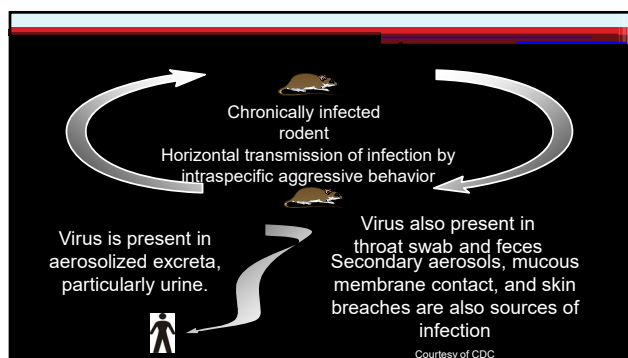 Chronically infected
rodent
Horizontal transmission of infection by
intraspecific aggressive behavior
Virus is present in
aerosolized excreta,
particularly urine.
Virus also present in
throat swab and feces
Secondary aerosols, mucous
membrane contact, and skin
breaches are also sources of
infection
Courtesy of CDC